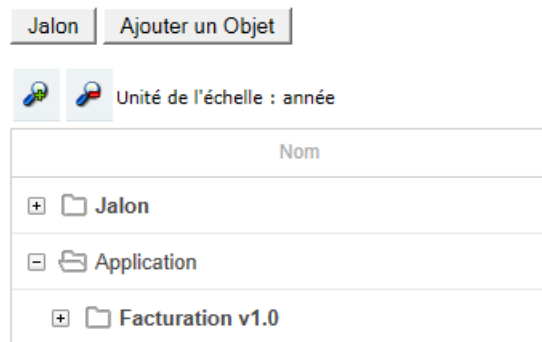 Jalon Ajouter un Objet
Unité de l'échelle : année
Nom
Jalon
Application
Facturation v1.0